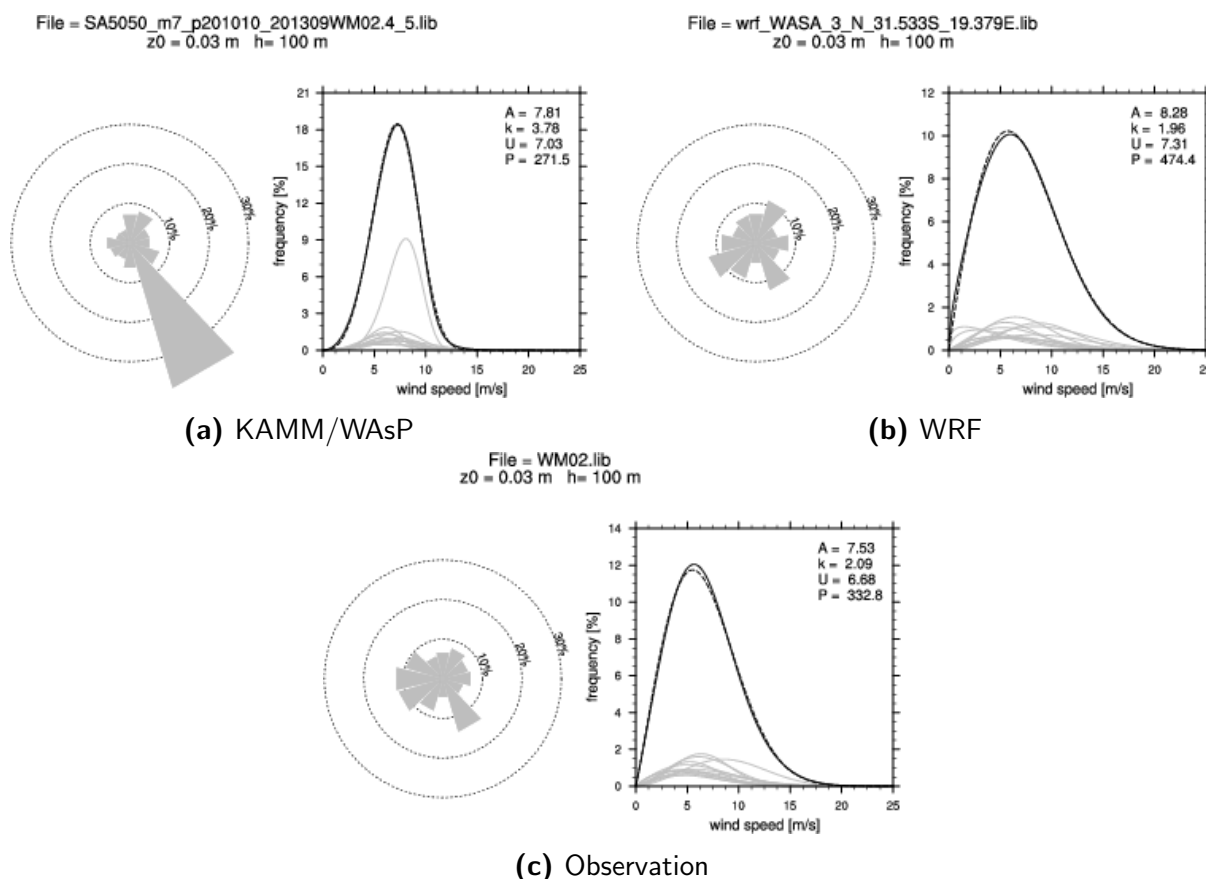 File = SA5050_m7_p201010_201309WM02.4_5.lib
z0 = 0.03 m h= 100 m
10%
20%
30%
frequency [%]
21
18
15
12
9
6
3
0
A = 7.81
k = 3.78
U = 7.03
P = 271.5
0 5 10 15 20 25
wind speed [m/s]
(a) KAMM/WAsP
File = wrf_WASA_3_N_31.533S_19.379E.lib
z0 = 0.03 m h= 100 m
10%
20%
30%
frequency [%]
12
10
8
6
4
2
0
A = 8.28
k = 1.96
U = 7.31
P = 474.4
0 5 10 15 20 25
wind speed [m/s]
(b) WRF
File = WM02.lib
z0 = 0.03 m h= 100 m
10%
20%
30%
frequency [%]
14
12
10
8
6
4
2
0
A = 7.53
k = 2.09
U = 6.68
P = 332.8
0 5 10 15 20 25
wind speed [m/s]
(c) Observation